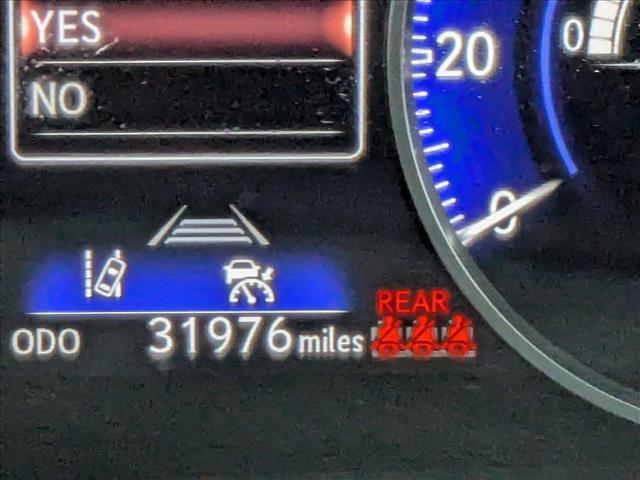 YES
NO
20
0
0
REAR
ODO 31976 miles